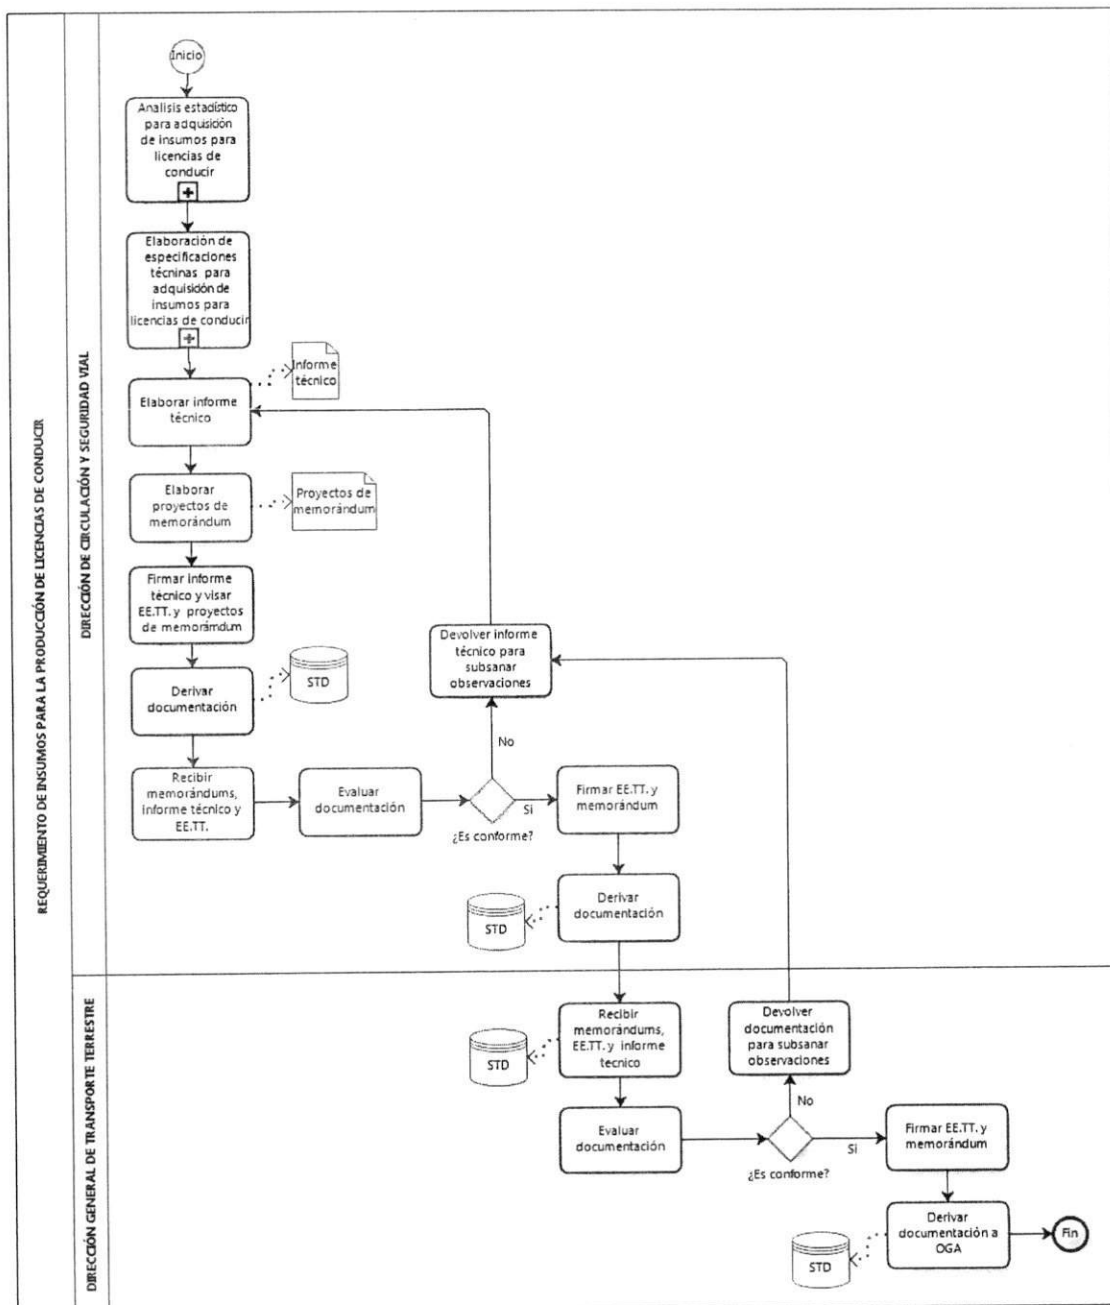 REQUERIMIENTO DE INSUMOS PARA LA PRODUCCIÓN DE LICENCIAS DE CONDUCIR
DIRECCIÓN DE CIRCULACIÓN Y SEGURIDAD VIAL
Inicio
Analisis estadístico
para adquisición
de insumos para
licencias de
conducir
Elaboración de
especificaciones
técninas para
adquisición de
insumos para
licencias de conducir
Elaborar informe
técnico
Informe
técnico
Elaborar
proyectos de
memorándum
Proyectos de
memorándum
Firmar informe
técnico y visar
EE.TT. y proyectos
de memorámdum
Derivar
documentación
STD
Devolver informe
técnico para
subsanar
observaciones
No
Recibir
memorándums,
informe técnico y
EE.TT.
Evaluar
documentación
¿Es conforme?
Si
Firmar EE.TT. y
memorándum
Derivar
documentación
STD
DIRECCIÓN GENERAL DE TRANSPORTE TERRESTRE
Recibir
memorándums,
EE.TT. y informe
tecnico
STD
Devolver
documentación
para subsanar
observaciones
No
Evaluar
documentación
¿Es conforme?
Si
Firmar EE.TT. y
memorándum
Derivar
documentación a
OGA
STD
Fin